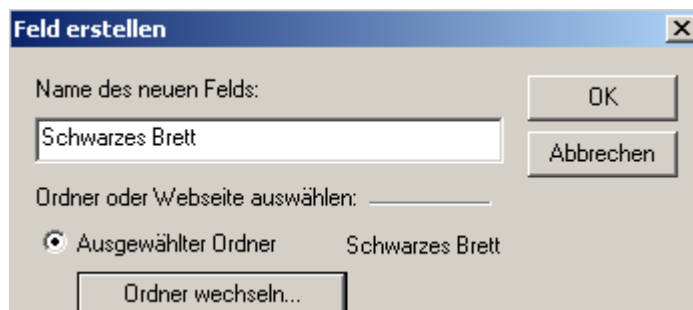 Feld erstellen
Name des neuen Felds:
OK
Schwarzes Brett
Abbrechen
Ordner oder Webseite auswählen:
Ausgewählter Ordner Schwarzes Brett
Ordner wechseln...